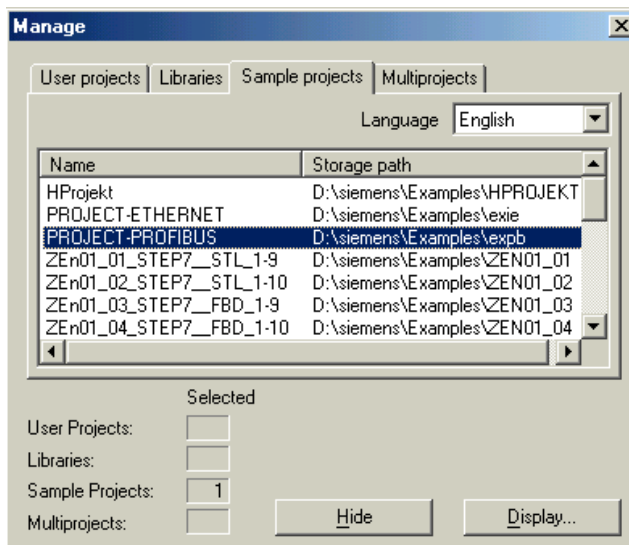 Manage
User projects Libraries Sample projects Multiprojects
Language English
Name Storage path
HProjekt D:\siemens\Examples\HPROJEKT
PROJECT-ETHERNET D:\siemens\Examples\exie
PROJECT-PROFIBUS D:\siemens\Examples\expb
ZEn01_01_STEP7__STL_1-9 D:\siemens\Examples\ZEN01_01
ZEn01_02_STEP7__STL_1-10 D:\siemens\Examples\ZEN01_02
ZEn01_03_STEP7__FBD_1-9 D:\siemens\Examples\ZEN01_03
ZEn01_04_STEP7__FBD_1-10 D:\siemens\Examples\ZEN01_04
Selected
User Projects:
Libraries:
Sample Projects: 1
Multiprojects:
Hide Display...